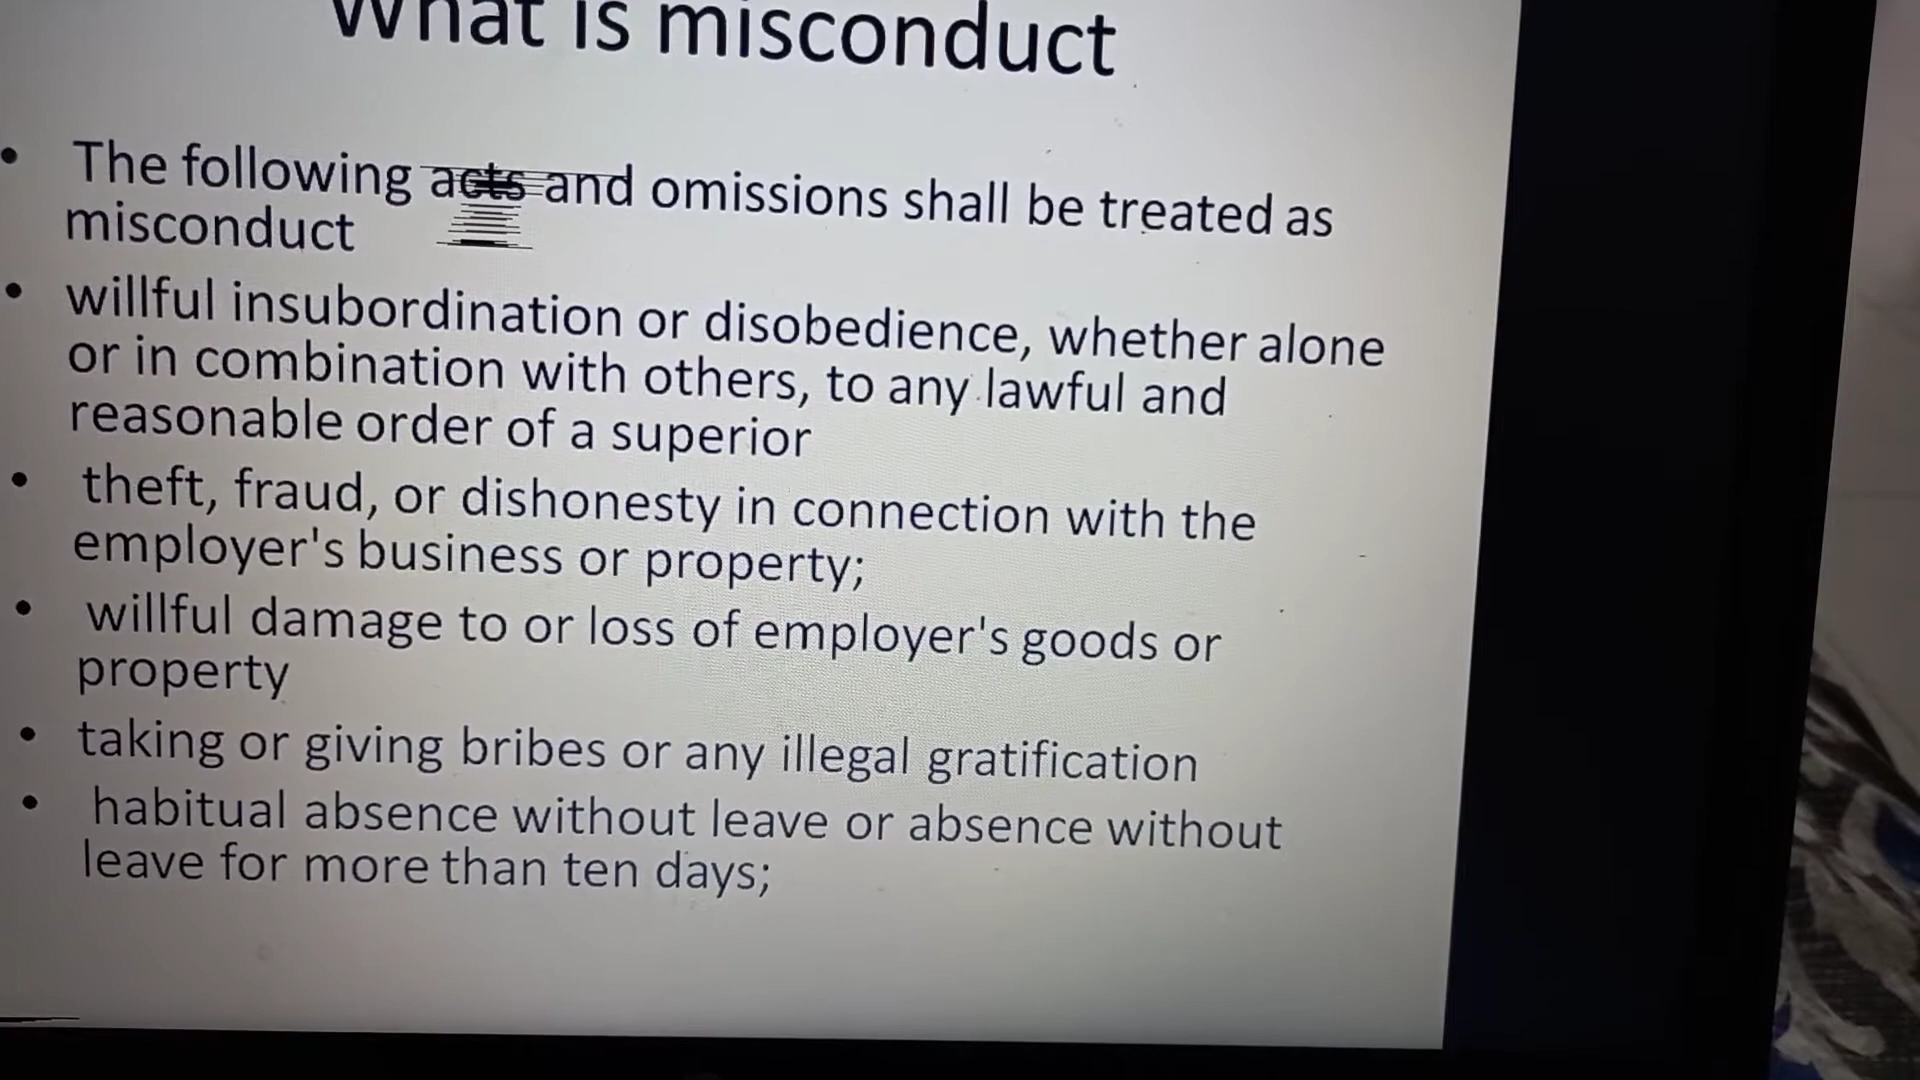 What is misconduct
• The following acts and omissions shall be treated as
misconduct
• willful insubordination or disobedience, whether alone
or in combination with others, to any lawful and
reasonable order of a superior
• theft, fraud, or dishonesty in connection with the
employer's business or property;
• willful damage to or loss of employer's goods or
property
• taking or giving bribes or any illegal gratification
• habitual absence without leave or absence without
leave for more than ten days;